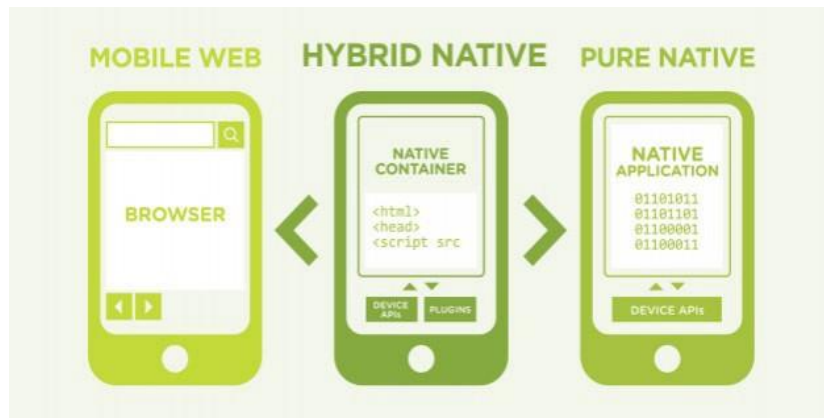 MOBILE WEB
HYBRID NATIVE
PURE NATIVE
BROWSER
NATIVE
CONTAINER
<html>
<head>
<script src
DEVICE
APIs
PLUGINS
NATIVE
APPLICATION
01101011
01101101
01100001
01100011
DEVICE APIs